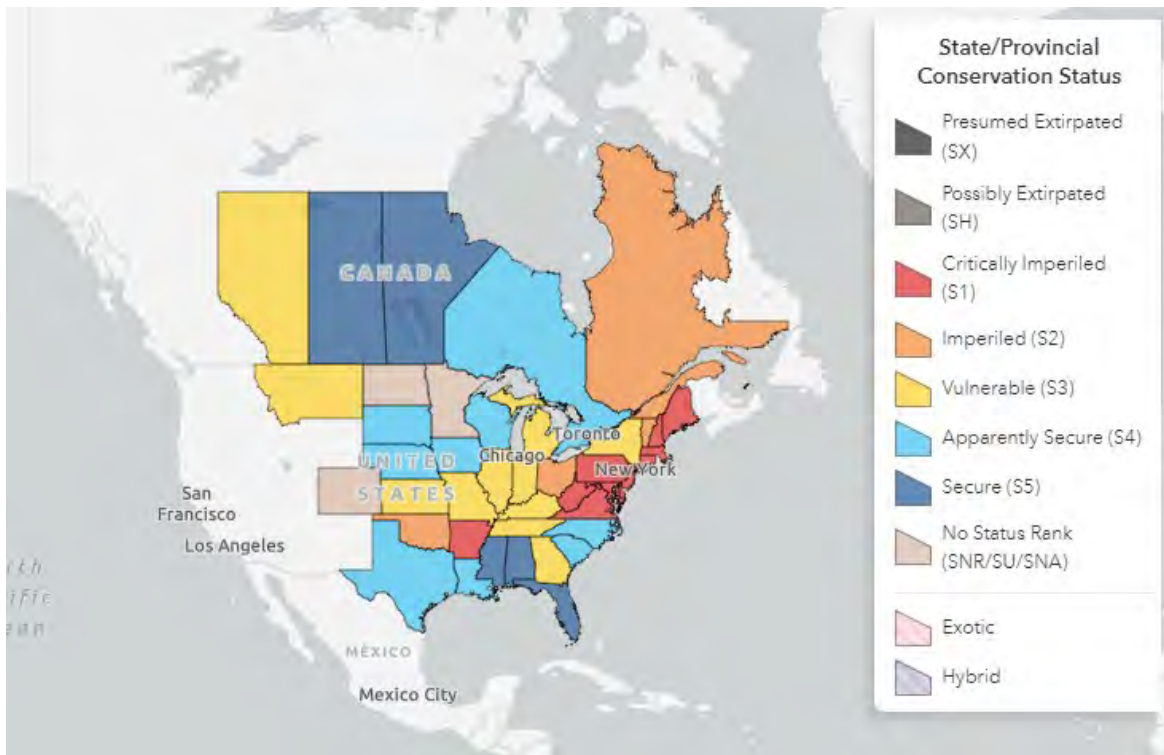 State/Provincial
Conservation Status
Presumed Extirpated
(SX)
Possibly Extirpated
(SH)
Critically Imperiled
(S1)
Imperiled (S2)
Vulnerable (S3)
Apparently Secure (S4)
Secure (S5)
No Status Rank
(SNR/SU/SNA)
Exotic
Hybrid
CANADA
Toronto
Chicago
UNITED
STATES
New York
San
Francisco
Los Angeles
MÉXICO
Mexico City